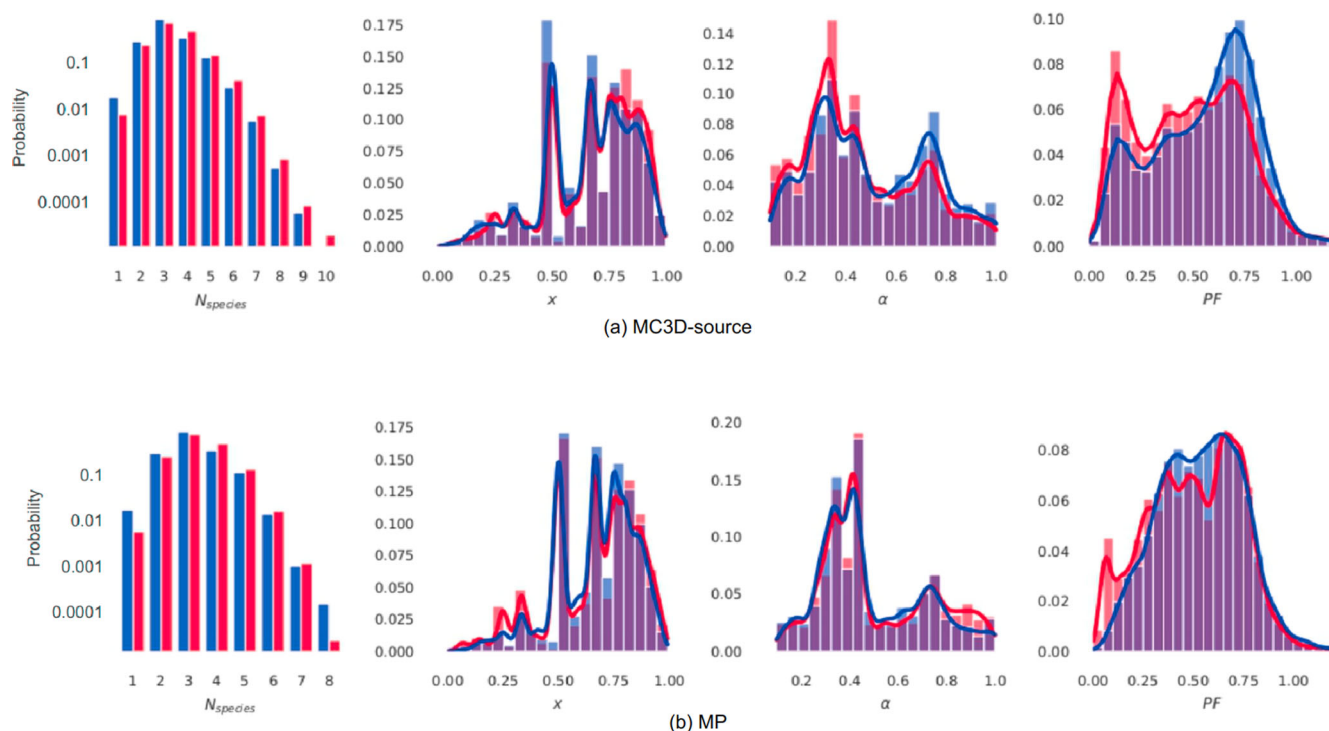 Probability
0.1
0.01
0.001
0.0001
1 2 3 4 5 6 7 8 9 10
N_species
0.175
0.150
0.125
0.100
0.075
0.050
0.025
0.000
0.00 0.25 0.50 0.75 1.00
x
0.14
0.12
0.10
0.08
0.06
0.04
0.02
0.00
0.2 0.4 0.6 0.8 1.0
α
0.10
0.08
0.06
0.04
0.02
0.00
0.00 0.25 0.50 0.75 1.00
PF
(a) MC3D-source
Probability
0.1
0.01
0.001
0.0001
1 2 3 4 5 6 7 8
N_species
0.175
0.150
0.125
0.100
0.075
0.050
0.025
0.000
0.00 0.25 0.50 0.75 1.00
x
0.20
0.15
0.10
0.05
0.00
0.2 0.4 0.6 0.8 1.0
α
0.08
0.06
0.04
0.02
0.00
0.00 0.25 0.50 0.75 1.00
PF
(b) MP